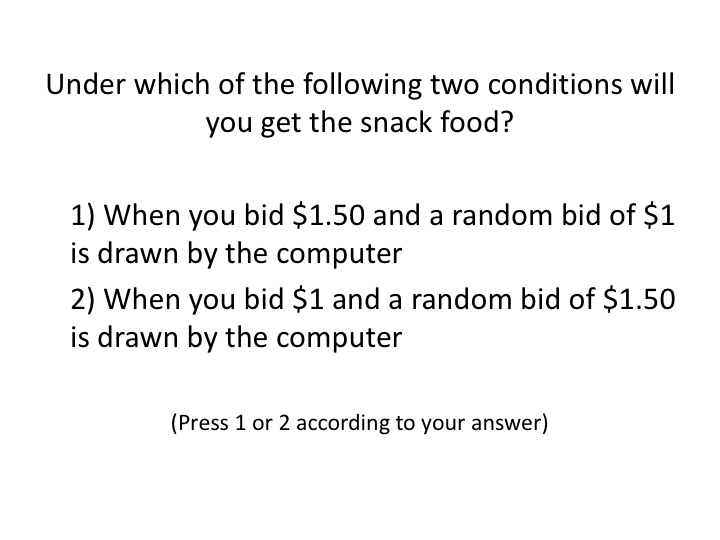 Under which of the following two conditions will
you get the snack food?
1) When you bid $1.50 and a random bid of $1
is drawn by the computer
2) When you bid $1 and a random bid of $1.50
is drawn by the computer
(Press 1 or 2 according to your answer)